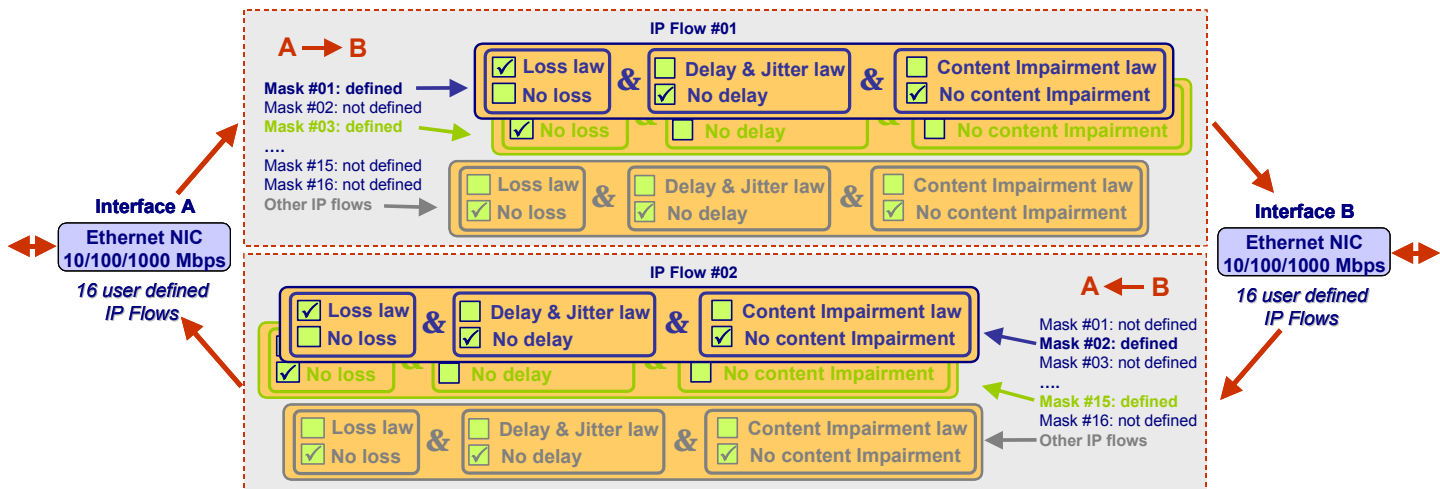 IP Flow #01
A B
Mask #01: defined
Mask #02: not defined
Mask #03: defined
....
Mask #15: not defined
Mask #16: not defined
Other IP flows
Loss law
No loss
&
Delay & Jitter law
No delay
&
Content Impairment law
No content Impairment
No loss
&
No delay
&
No content Impairment
Loss law
No loss
&
Delay & Jitter law
No delay
&
Content Impairment law
No content Impairment
Interface A
Ethernet NIC
10/100/1000 Mbps
16 user defined
IP Flows
Interface B
Ethernet NIC
10/100/1000 Mbps
16 user defined
IP Flows
IP Flow #02
A B
Loss law
No loss
&
Delay & Jitter law
No delay
&
Content Impairment law
No content Impairment
No loss
&
No delay
&
No content Impairment
Loss law
No loss
&
Delay & Jitter law
No delay
&
Content Impairment law
No content Impairment
Mask #01: not defined
Mask #02: defined
Mask #03: not defined
....
Mask #15: defined
Mask #16: not defined
Other IP flows